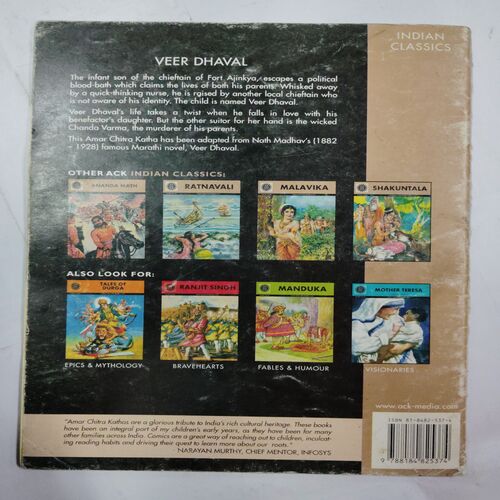 INDIAN
CLASSICS
VEER DHAVAL
The infant son of the chieftain of Fort Ajinkya, escapes a political
blood-bath which claims the lives of both his parents. Whisked away
by a quick-thinking nurse, he is raised by another local chieftain who
is not aware of his identity. The child is named Veer Dhaval.
Veer Dhaval's life takes a twist when he falls in love with his
benefactor's daughter. But the other suitor for her hand is the wicked
Chanda Varma, the murderer of his parents.
This Amar Chitra Katha has been adapted from Nath Madhav's (1882
- 1928) famous Marathi novel, Veer Dhaval.
OTHER ACK INDIAN CLASSICS:
ANANDA MATH
RATNAVALI
MALAVIKA
SHAKUNTALA
ALSO LOOK FOR:
TALES OF
DURGA
RANJIT SINGH
MANDUKA
MOTHER TERESA
EPICS & MYTHOLOGY
BRAVEHEARTS
FABLES & HUMOUR
VISIONARIES
www.ack-media.com
"Amar Chitra Kathas are a glorious tribute to India's rich cultural heritage. These
books have been an integral part of my children's early years, as they have been for
many other families across India. Comics are a great way of reaching out to children, inculcat-
ing reading habits and driving their quest to learn more about our roots."
NARAYAN MURTHY, CHIEF MENTOR, INFOSYS
ISBN 81-8482-537-4
9 788184 825374